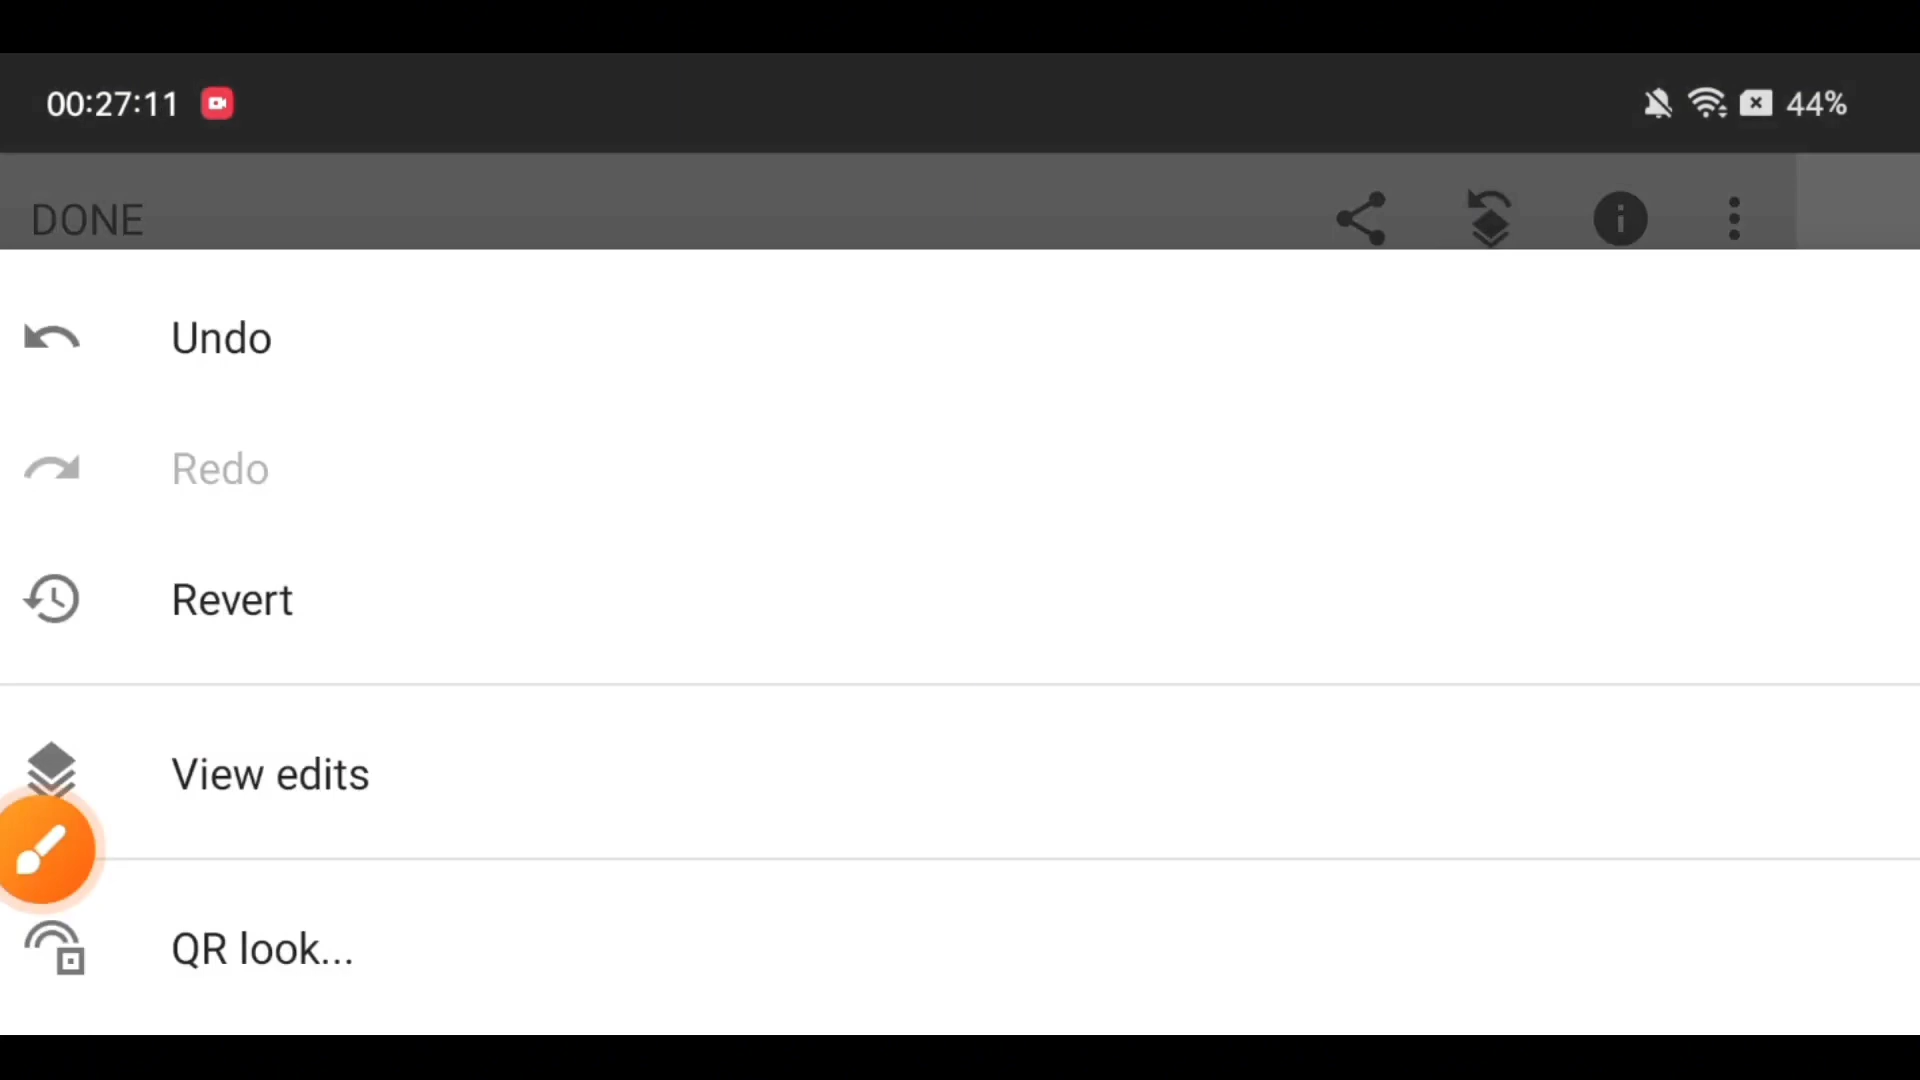 00:27:11
44%
DONE
Undo
Redo
Revert
View edits
QR look...